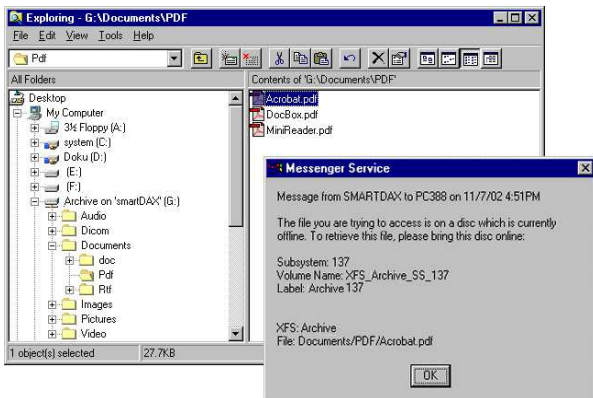 Exploring - G:\Documents\PDF
File Edit View Tools Help
Pdf
All Folders
Contents of 'G:\Documents\PDF'
Desktop
My Computer
3½ Floppy (A:)
system (C:)
Doku (D:)
(E:)
(F:)
Archive on 'smartDAX' (G:)
Audio
Dicom
Documents
doc
Pdf
Rtf
Images
Pictures
Video
Acrobat.pdf
DocBox.pdf
MiniReader.pdf
1 object(s) selected
27.7KB
Messenger Service
Message from SMARTDAX to PC388 on 11/7/02 4:51PM
The file you are trying to access is on a disc which is currently
offline. To retrieve this file, please bring this disc online:
Subsystem: 137
Volume Name: XFS_Archive_SS_137
Label: Archive 137
XFS: Archive
File: Documents/PDF/Acrobat.pdf
OK